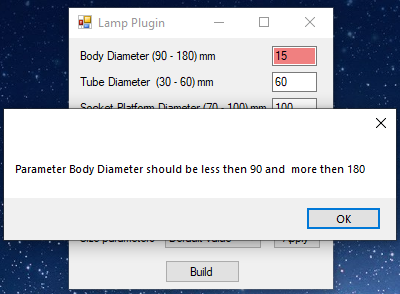 Lamp Plugin
Body Diameter (90 - 180) mm
15
Tube Diameter (30 - 60) mm
60
Socket Platform Diameter (70 - 100) mm
100
Parameter Body Diameter should be less then 90 and more then 180
OK
Size parameters
Default Value
Apply
Build